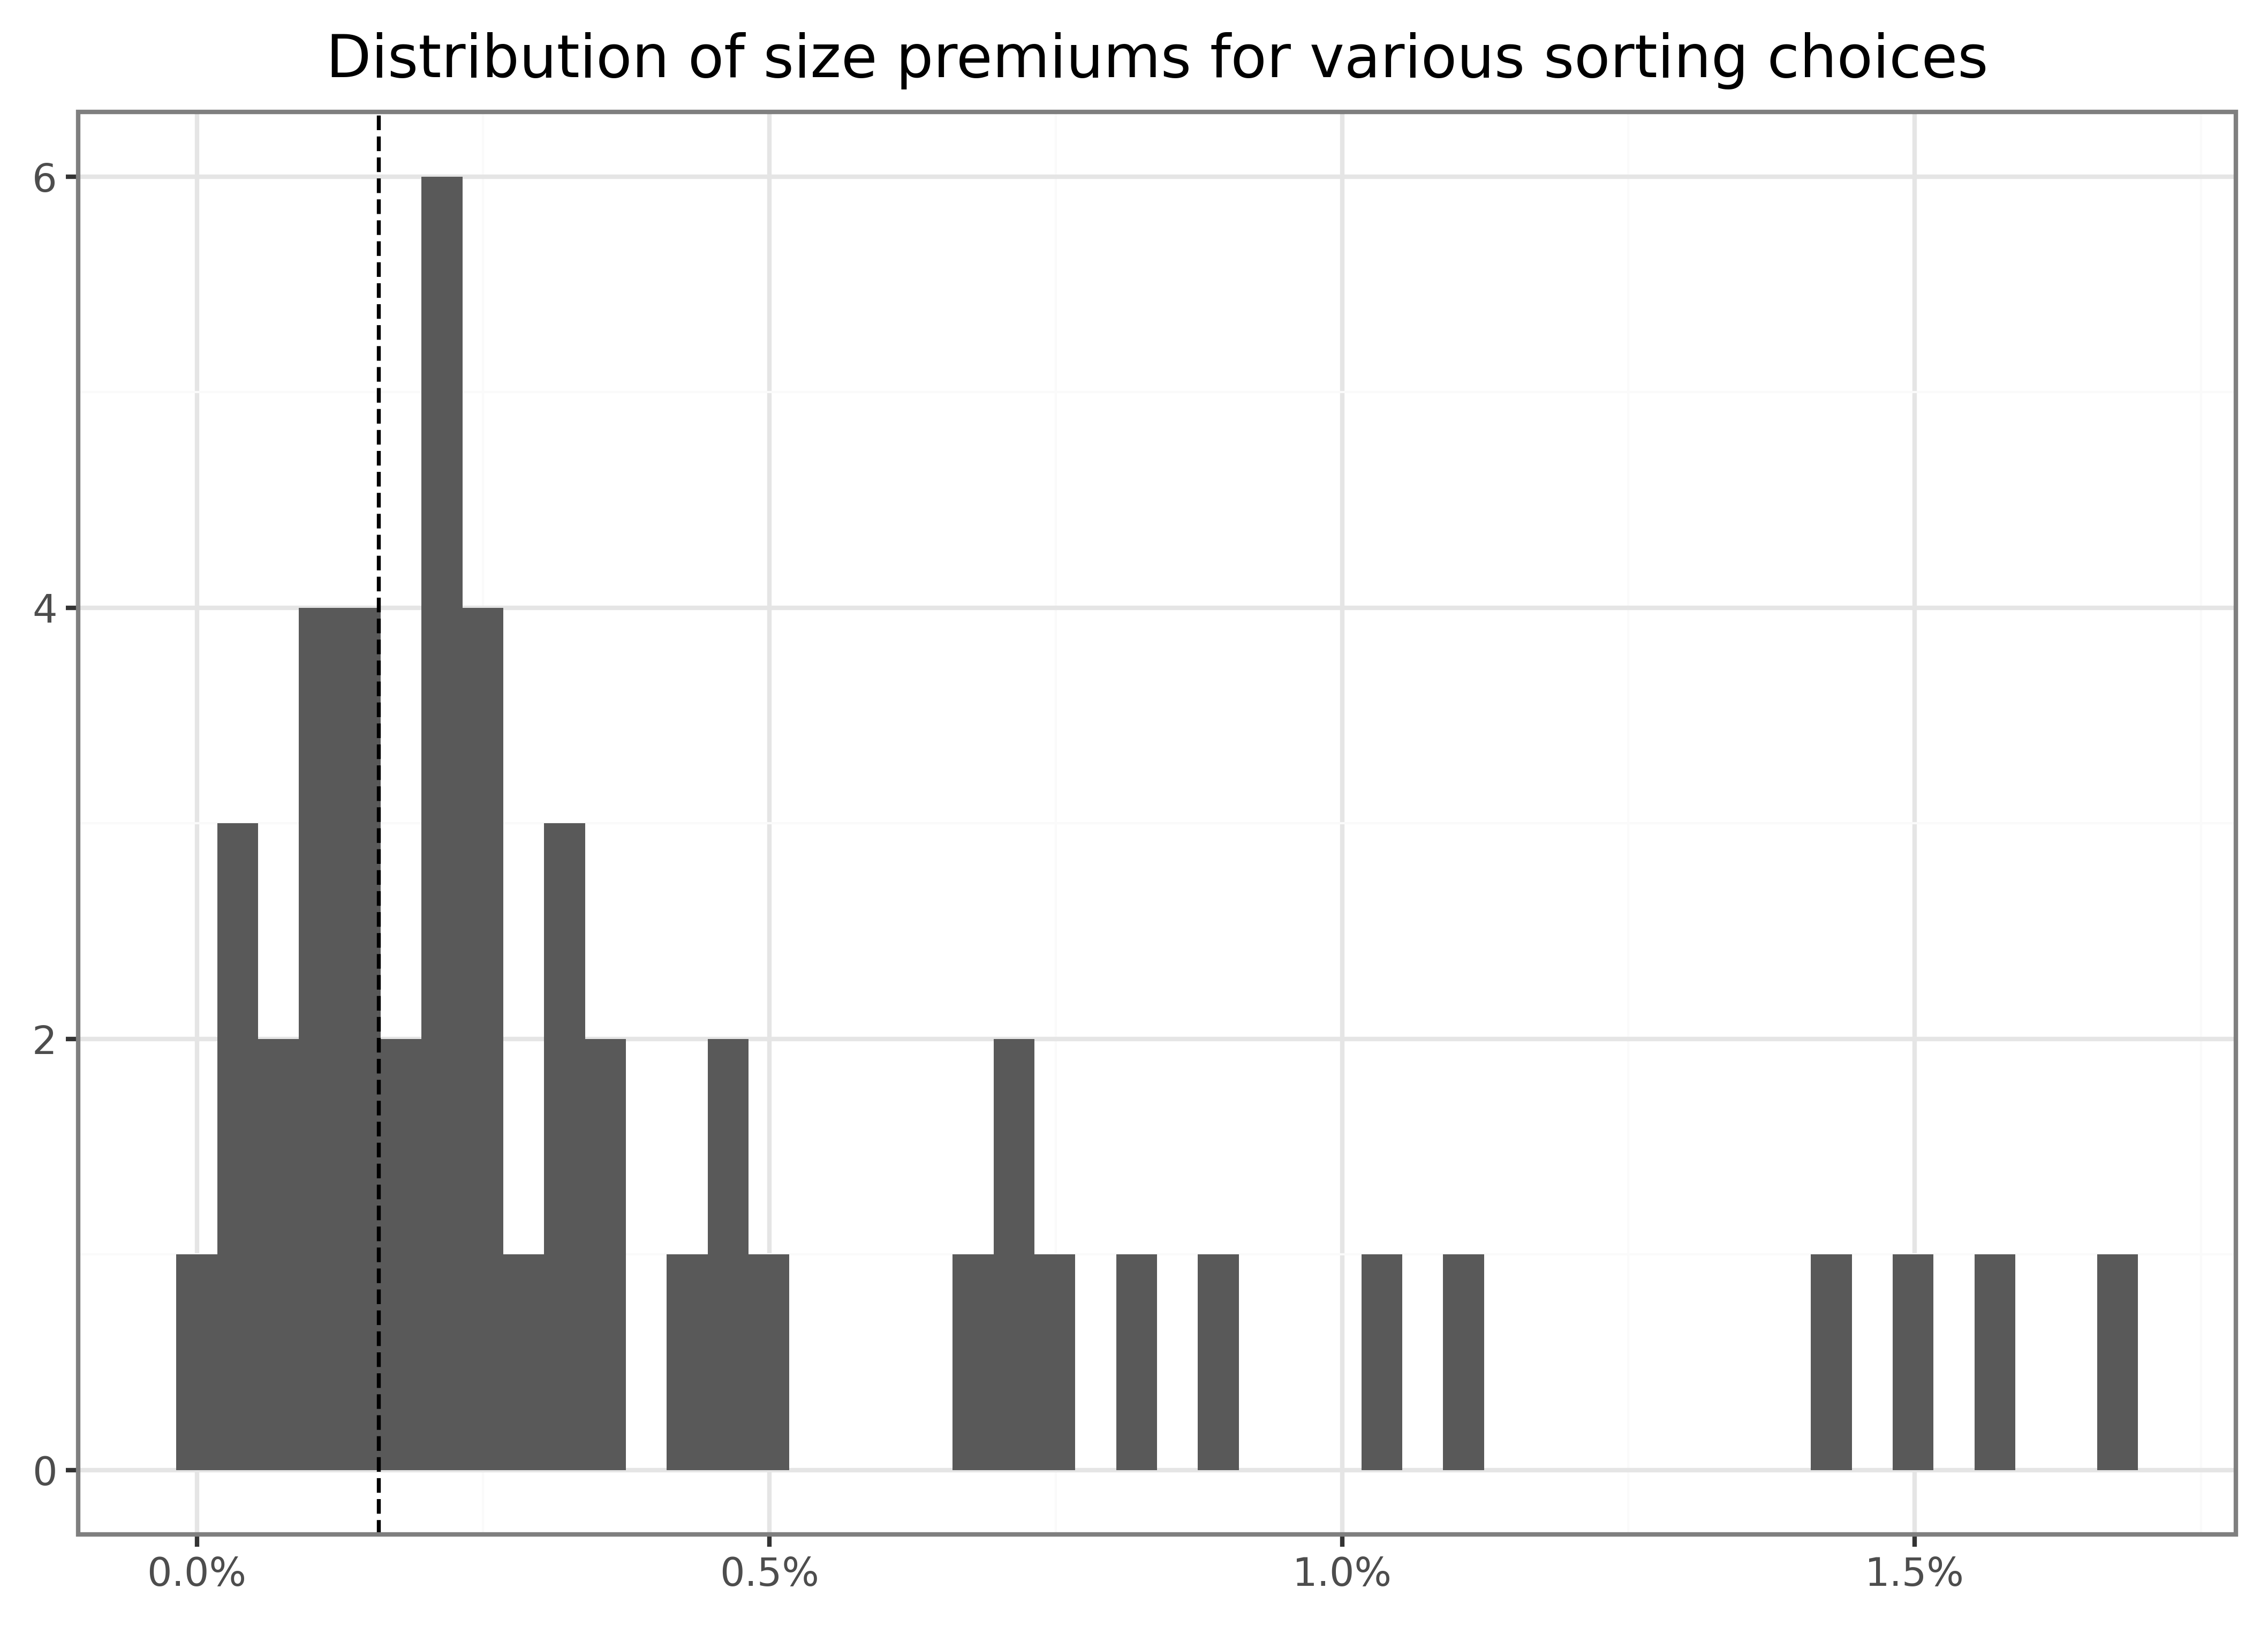 Distribution of size premiums for various sorting choices
6
4
2
0
0.0% 0.5% 1.0% 1.5%